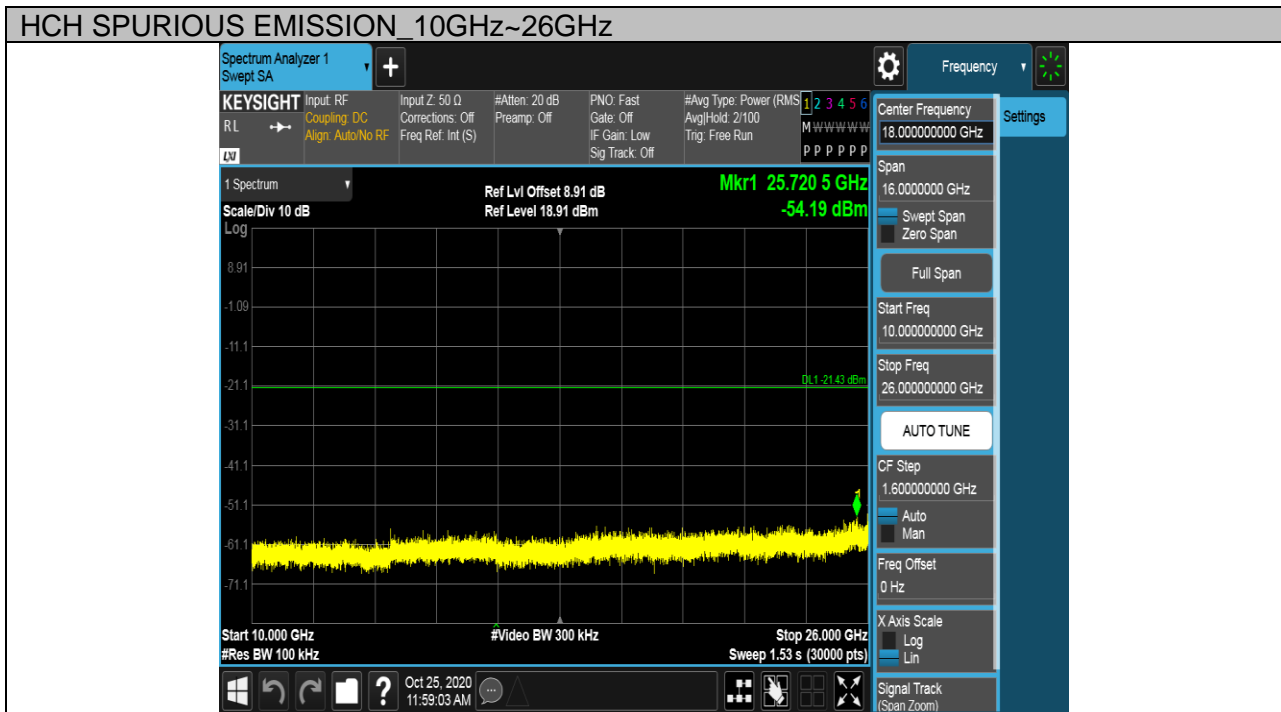 HCH SPURIOUS EMISSION_10GHz~26GHz
Spectrum Analyzer 1
Swept SA
+
Frequency
KEYSIGHT
RL
LXI
Input: RF
Coupling: DC
Align: Auto/No RF
Input Z: 50 Ω
Corrections: Off
Freq Ref: Int (S)
#Atten: 20 dB
Preamp: Off
PNO: Fast
Gate: Off
IF Gain: Low
Sig Track: Off
#Avg Type: Power (RMS
Avg|Hold: 2/100
Trig: Free Run
1 2 3 4 5 6
M W W W W W
P P P P P P
1 Spectrum
Scale/Div 10 dB
Log
Ref Lvl Offset 8.91 dB
Ref Level 18.91 dBm
Mkr1 25.720 5 GHz
-54.19 dBm
8.91
-1.09
-11.1
-21.1
DL1 -21.43 dBm
-31.1
-41.1
-51.1
1
-61.1
-71.1
Start 10.000 GHz
#Res BW 100 kHz
#Video BW 300 kHz
Stop 26.000 GHz
Sweep 1.53 s (30000 pts)
Center Frequency
18.000000000 GHz
Settings
Span
16.0000000 GHz
Swept Span
Zero Span
Full Span
Start Freq
10.000000000 GHz
Stop Freq
26.000000000 GHz
AUTO TUNE
CF Step
1.600000000 GHz
Auto
Man
Freq Offset
0 Hz
X Axis Scale
Log
Lin
Signal Track
(Span Zoom)
?
Oct 25, 2020
11:59:03 AM